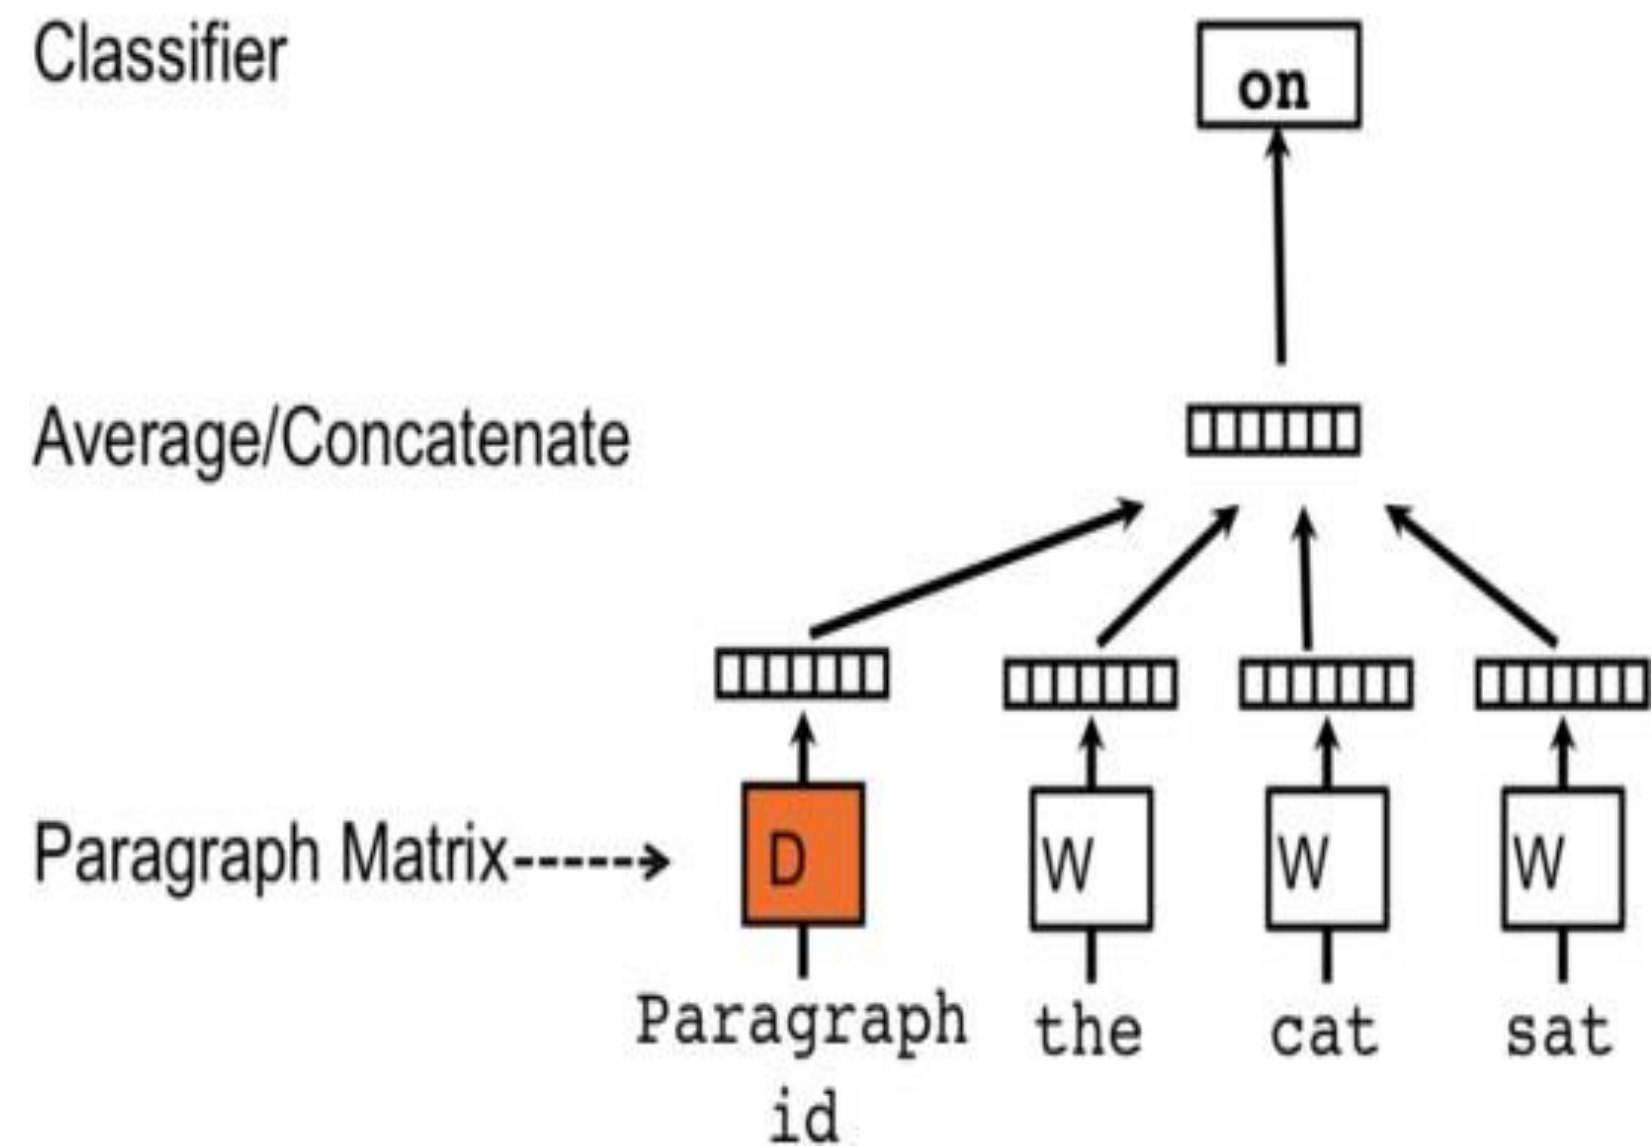 Classifier
on
Average/Concatenate
Paragraph Matrix
D
W
W
W
Paragraph
id
the
cat
sat